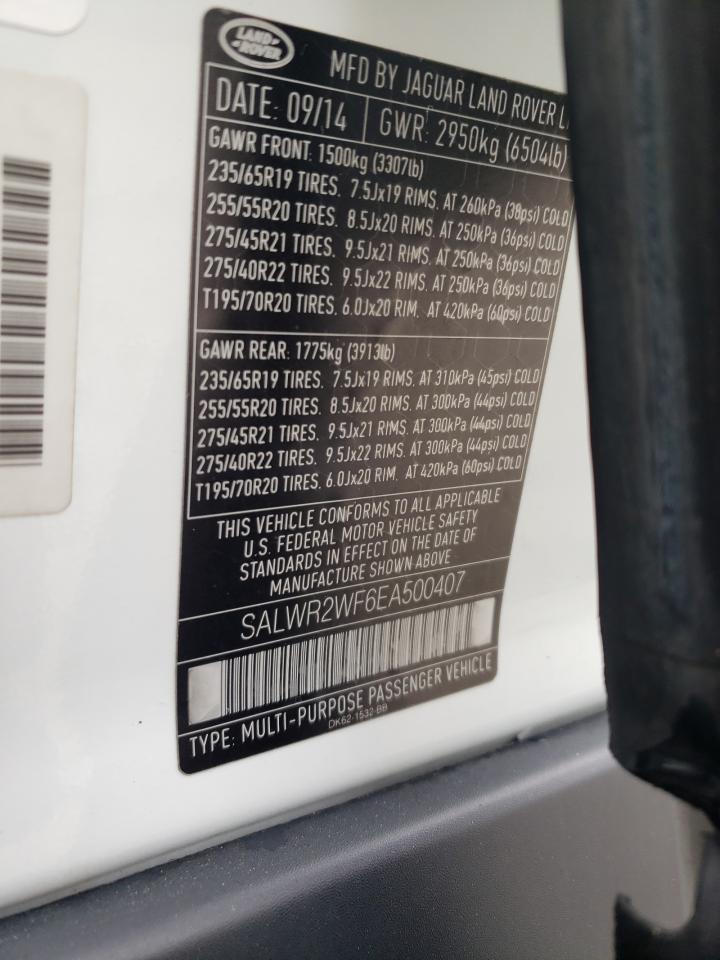 LAND
ROVER
MFD BY JAGUAR LAND ROVER
DATE: 09/14
GWR: 2950kg (6504lb)
GAWR FRONT: 1500kg (3307lb)
235/65R19 TIRES. 7.5Jx19 RIMS. AT 260kPa (38psi) COLD
255/55R20 TIRES. 8.5Jx20 RIMS. AT 250kPa (36psi) COLD
275/45R21 TIRES. 9.5Jx21 RIMS. AT 250kPa (36psi) COLD
275/40R22 TIRES. 9.5Jx22 RIMS. AT 250kPa (36psi) COLD
T195/70R20 TIRES. 6.0Jx20 RIM. AT 420kPa (60psi) COLD
GAWR REAR: 1775kg (3913lb)
235/65R19 TIRES. 7.5Jx19 RIMS. AT 310kPa (45psi) COLD
255/55R20 TIRES. 8.5Jx20 RIMS. AT 300kPa (44psi) COLD
275/45R21 TIRES. 9.5Jx21 RIMS. AT 300kPa (44psi) COLD
275/40R22 TIRES. 9.5Jx22 RIMS. AT 300kPa (44psi) COLD
T195/70R20 TIRES. 6.0Jx20 RIM. AT 420kPa (60psi) COLD
THIS VEHICLE CONFORMS TO ALL APPLICABLE
U.S. FEDERAL MOTOR VEHICLE SAFETY
STANDARDS IN EFFECT ON THE DATE OF
MANUFACTURE SHOWN ABOVE
SALWR2WF6EA500407
TYPE: MULTI-PURPOSE PASSENGER VEHICLE
DK62-1532-BB